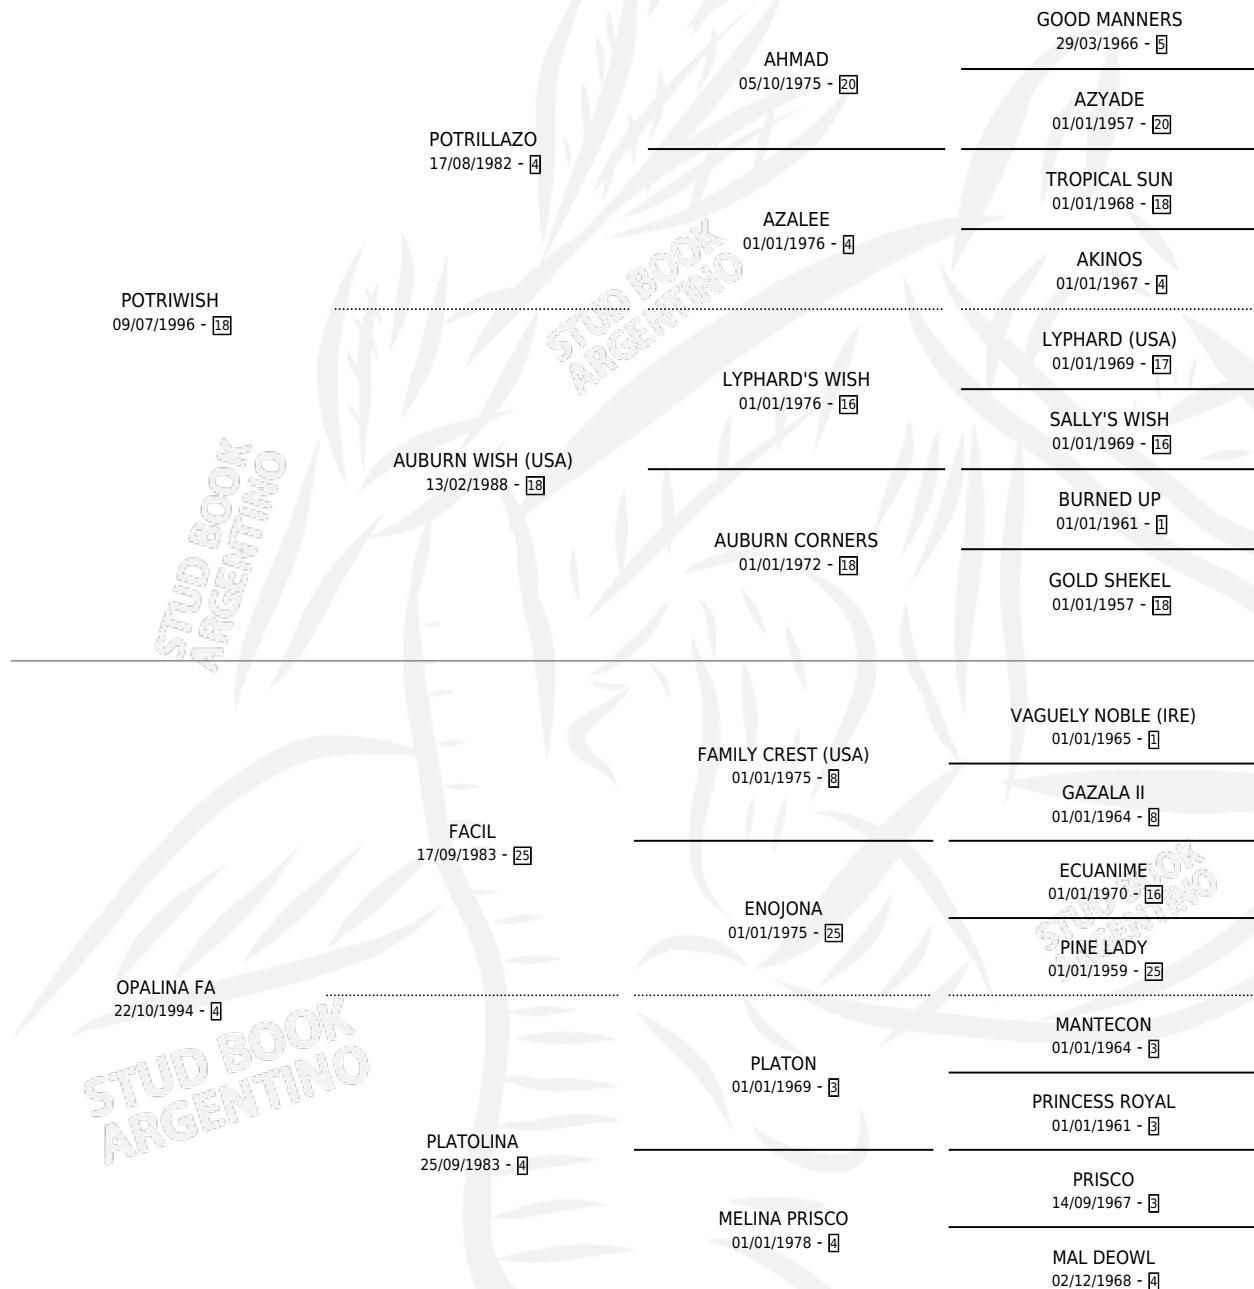 GOOD MANNERS
29/03/1966 - 5
AHMAD
05/10/1975 - 20
AZYADE
01/01/1957 - 20
POTRILLAZO
17/08/1982 - 4
TROPICAL SUN
01/01/1968 - 18
AZALEE
01/01/1976 - 4
AKINOS
01/01/1967 - 4
POTRIWISH
09/07/1996 - 18
LYPHARD (USA)
01/01/1969 - 17
LYPHARD'S WISH
01/01/1976 - 16
SALLY'S WISH
01/01/1969 - 16
AUBURN WISH (USA)
13/02/1988 - 18
BURNED UP
01/01/1961 - 1
AUBURN CORNERS
01/01/1972 - 18
GOLD SHEKEL
01/01/1957 - 18
VAGUELY NOBLE (IRE)
01/01/1965 - 1
FAMILY CREST (USA)
01/01/1975 - 8
GAZALA II
01/01/1964 - 8
FACIL
17/09/1983 - 25
ECUANIME
01/01/1970 - 16
ENOJONA
01/01/1975 - 25
PINE LADY
01/01/1959 - 25
OPALINA FA
22/10/1994 - 4
MANTECON
01/01/1964 - 3
PLATON
01/01/1969 - 3
PRINCESS ROYAL
01/01/1961 - 3
PLATOLINA
25/09/1983 - 4
PRISCO
14/09/1967 - 3
MELINA PRISCO
01/01/1978 - 4
MAL DEOWL
02/12/1968 - 4
STUD BOOK
ARGENTINO
STUD BOOK
ARGENTINO
STUD BOOK
ARGENTINO
STUD BOOK
ARGENTINO